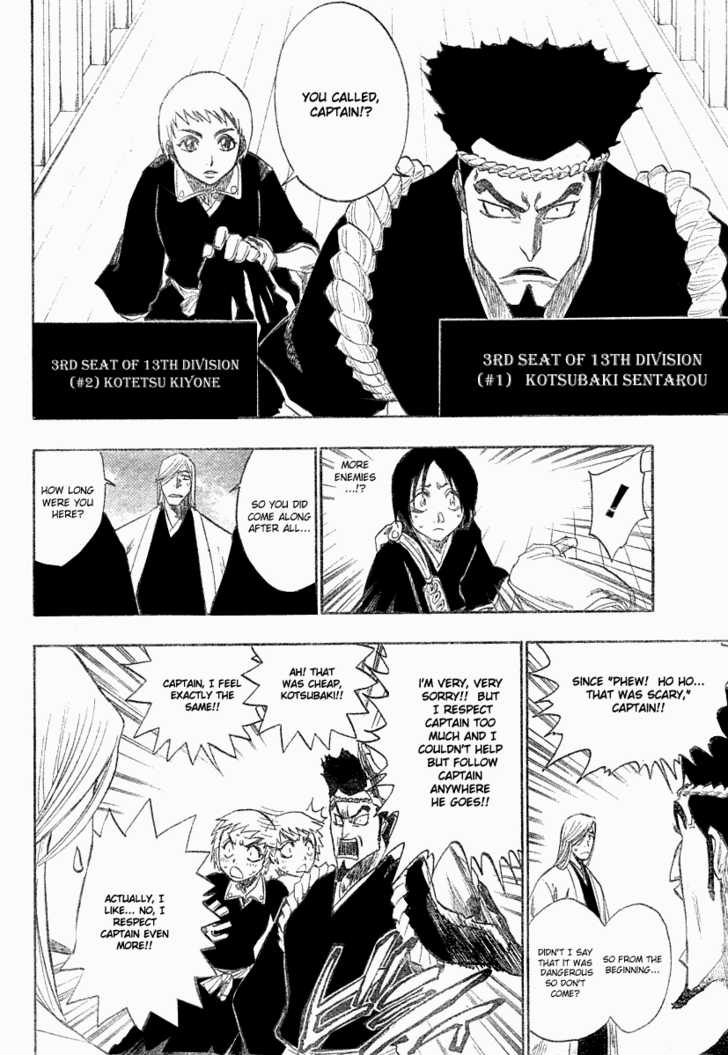 YOU CALLED,
CAPTAIN!?
3RD SEAT OF 13TH DIVISION
(#1) KOTSUBAKI SENTAROU
3RD SEAT OF 13TH DIVISION
(#2) KOTETSU KIYONE
!
MORE
ENEMIES
...!?
SO YOU DID
COME ALONG
AFTER ALL...
HOW LONG
WERE YOU
HERE?
SINCE "PHEW! HO HO...
THAT WAS SCARY,"
CAPTAIN!!
SO FROM THE
BEGINNING...
DIDN'T I SAY
THAT IT WAS
DANGEROUS
SO DON'T
COME?
I'M VERY, VERY
SORRY!! BUT
I RESPECT
CAPTAIN TOO
MUCH AND I
COULDN'T HELP
BUT FOLLOW
CAPTAIN
ANYWHERE
HE GOES!!
AH! THAT
WAS CHEAP,
KOTSUBAKI!!
CAPTAIN, I FEEL
EXACTLY THE
SAME!!
ACTUALLY, I
LIKE... NO, I
RESPECT
CAPTAIN EVEN
MORE!!